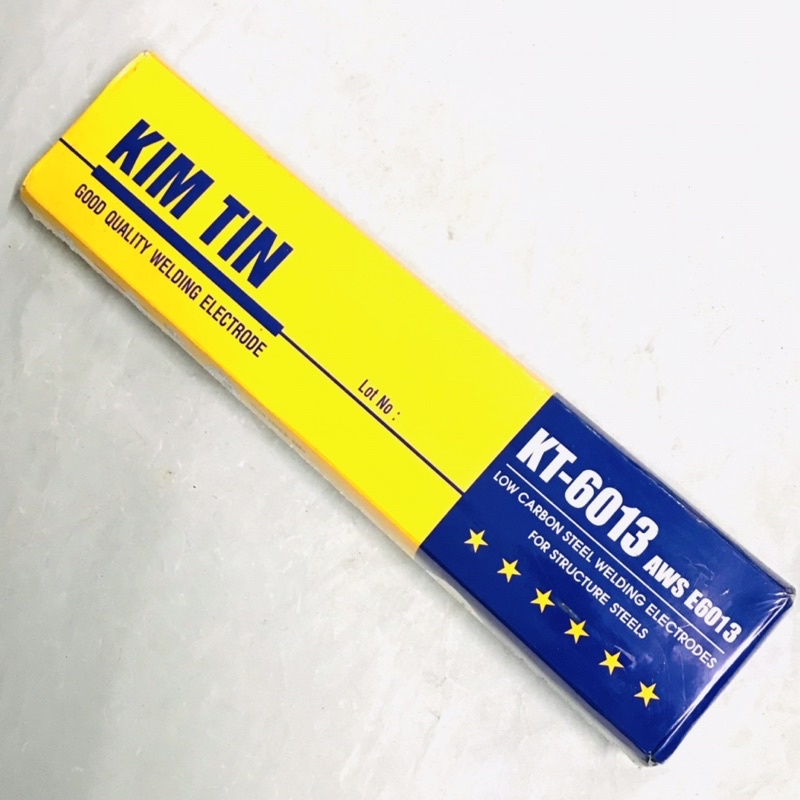 KIM TIN
GOOD QUALITY WELDING ELECTRODE
Lot No :
KT-6013 AWS E6013
LOW CARBON STEEL WELDING ELECTRODES
FOR STRUCTURE STEELS